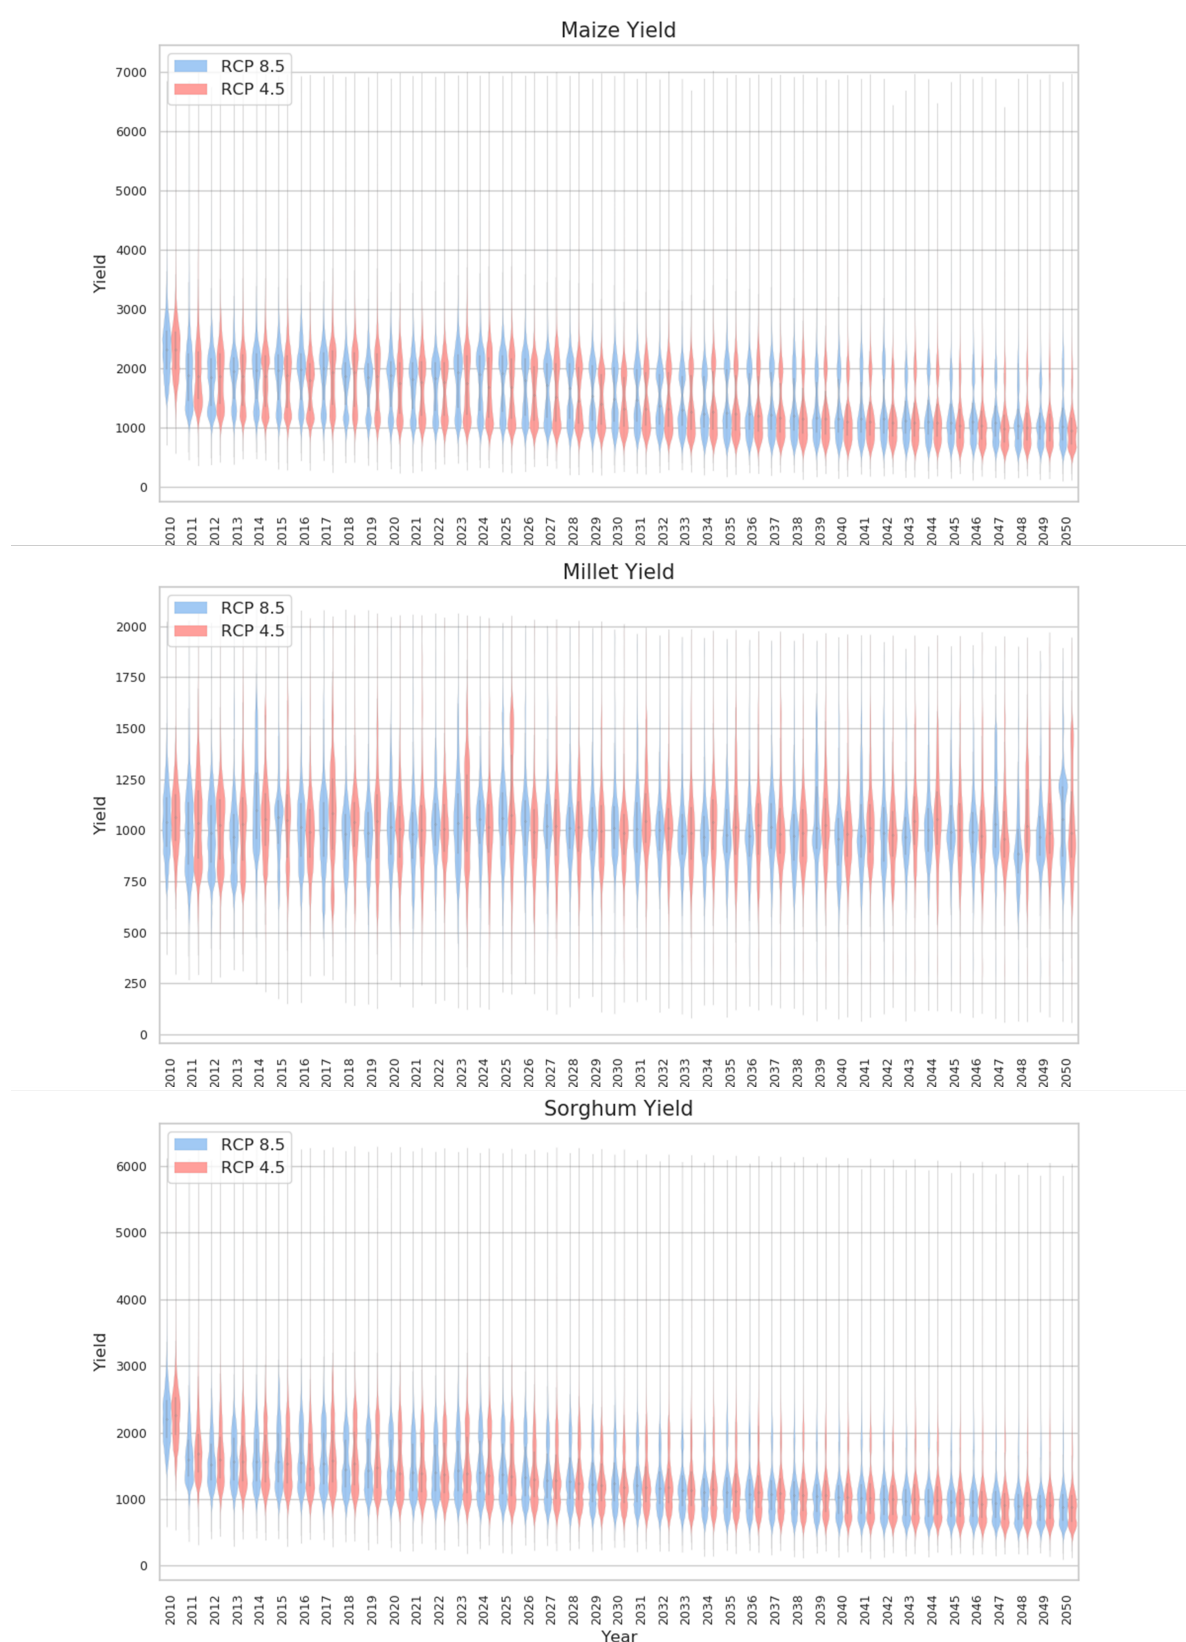 Maize Yield
RCP 8.5
RCP 4.5
7000
6000
5000
4000
3000
2000
1000
0
Yield
2010 2011 2012 2013 2014 2015 2016 2017 2018 2019 2020 2021 2022 2023 2024 2025 2026 2027 2028 2029 2030 2031 2032 2033 2034 2035 2036 2037 2038 2039 2040 2041 2042 2043 2044 2045 2046 2047 2048 2049 2050
Millet Yield
RCP 8.5
RCP 4.5
2000
1750
1500
1250
1000
750
500
250
0
Yield
2010 2011 2012 2013 2014 2015 2016 2017 2018 2019 2020 2021 2022 2023 2024 2025 2026 2027 2028 2029 2030 2031 2032 2033 2034 2035 2036 2037 2038 2039 2040 2041 2042 2043 2044 2045 2046 2047 2048 2049 2050
Sorghum Yield
RCP 8.5
RCP 4.5
6000
5000
4000
3000
2000
1000
0
Yield
2010 2011 2012 2013 2014 2015 2016 2017 2018 2019 2020 2021 2022 2023 2024 2025 2026 2027 2028 2029 2030 2031 2032 2033 2034 2035 2036 2037 2038 2039 2040 2041 2042 2043 2044 2045 2046 2047 2048 2049 2050
Year